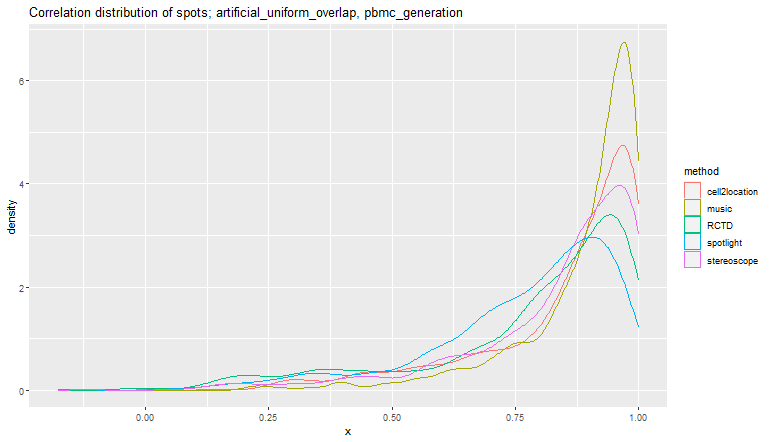 Correlation distribution of spots; artificial_uniform_overlap, pbmc_generation
density
6
4
2
0
0.00 0.25 0.50 0.75 1.00
x
method
cell2location
music
RCTD
spotlight
stereoscope